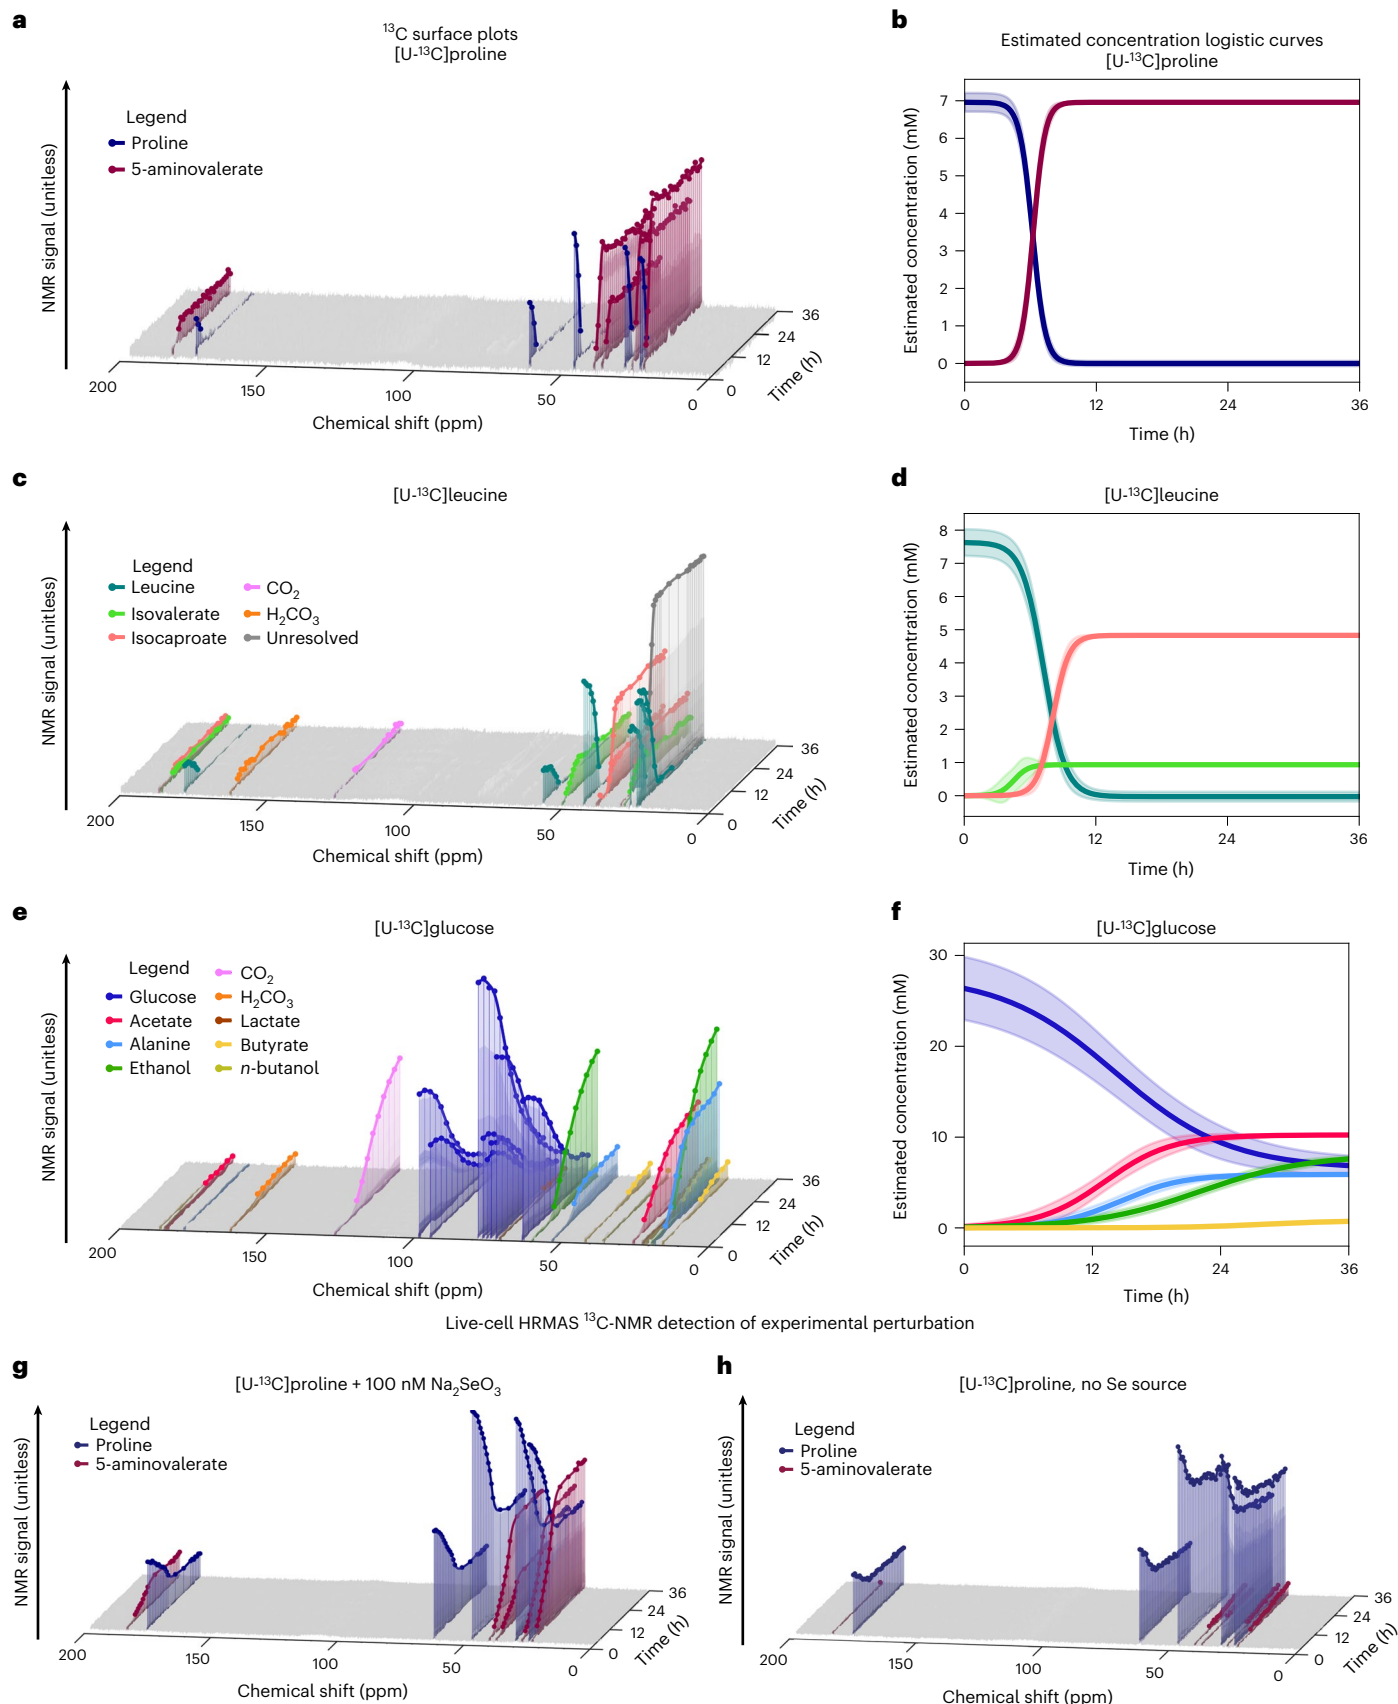 a
¹³C surface plots
[U-¹³C]proline
NMR signal (unitless)
Legend
Proline
5-aminovalerate
200
150
100
50
0
Chemical shift (ppm)
0
12
24
36
Time (h)
b
Estimated concentration logistic curves
[U-¹³C]proline
Estimated concentration (mM)
7
6
5
4
3
2
1
0
0
12
24
36
Time (h)
c
[U-¹³C]leucine
NMR signal (unitless)
Legend
Leucine
Isovalerate
Isocaproate
CO₂
H₂CO₃
Unresolved
200
150
100
50
0
Chemical shift (ppm)
0
12
24
36
Time (h)
d
[U-¹³C]leucine
Estimated concentration (mM)
8
7
6
5
4
3
2
1
0
0
12
24
36
Time (h)
e
[U-¹³C]glucose
NMR signal (unitless)
Legend
Glucose
Acetate
Alanine
Ethanol
CO₂
H₂CO₃
Lactate
Butyrate
n-butanol
200
150
100
50
0
Chemical shift (ppm)
0
12
24
36
Time (h)
f
[U-¹³C]glucose
Estimated concentration (mM)
30
20
10
0
0
12
24
36
Time (h)
Live-cell HRMAS ¹³C-NMR detection of experimental perturbation
g
[U-¹³C]proline + 100 nM Na₂SeO₃
NMR signal (unitless)
Legend
Proline
5-aminovalerate
200
150
100
50
0
Chemical shift (ppm)
0
12
24
36
Time (h)
h
[U-¹³C]proline, no Se source
NMR signal (unitless)
Legend
Proline
5-aminovalerate
200
150
100
50
0
Chemical shift (ppm)
0
12
24
36
Time (h)